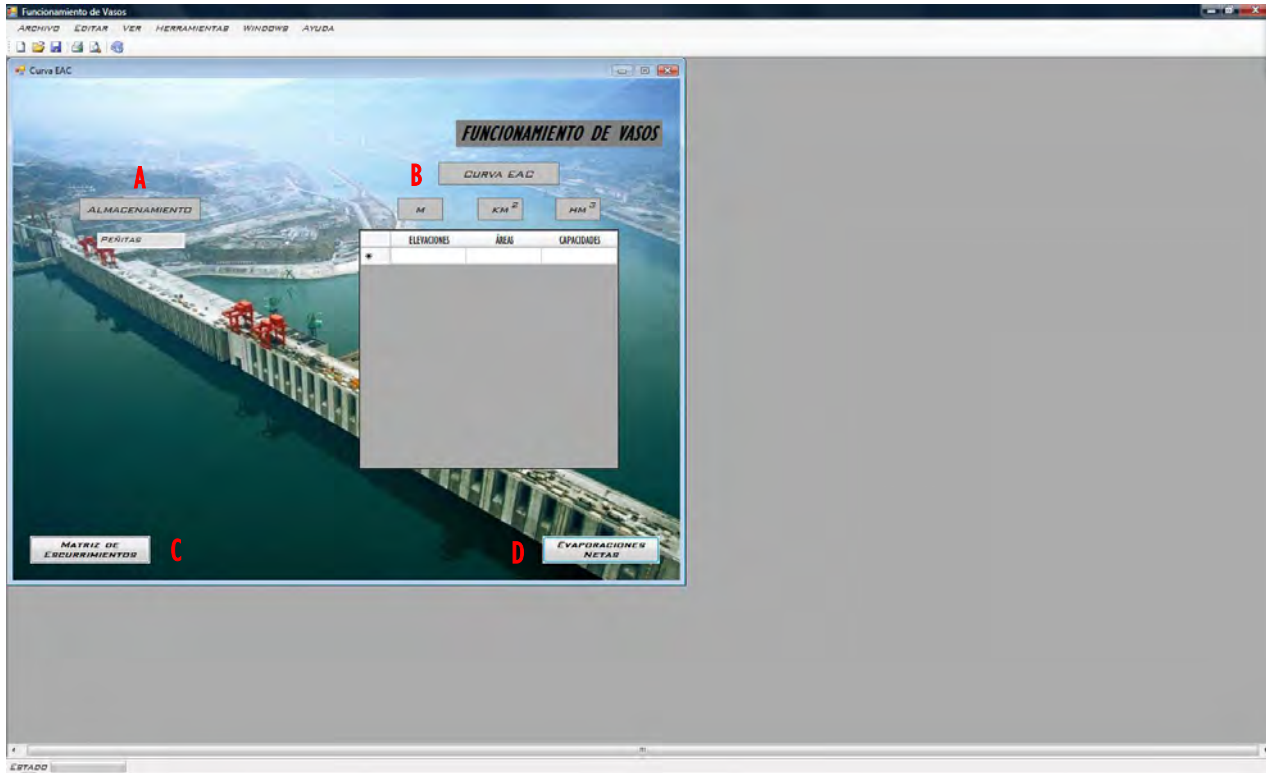 Funcionamiento de Vasos
ARCHIVO EDITAR VER HERRAMIENTAS WINDOWS AYUDA
Curva EAC
FUNCIONAMIENTO DE VASOS
A
B
CURVA EAC
ALMACENAMIENTO
M KM2 HM3
PEÑITAS
ELEVACIONES ÁREAS CAPACIDADES
MATRIZ DE
ESCURRIMIENTOS
C
D
EVAPORACIONES
NETAS
ESTADO